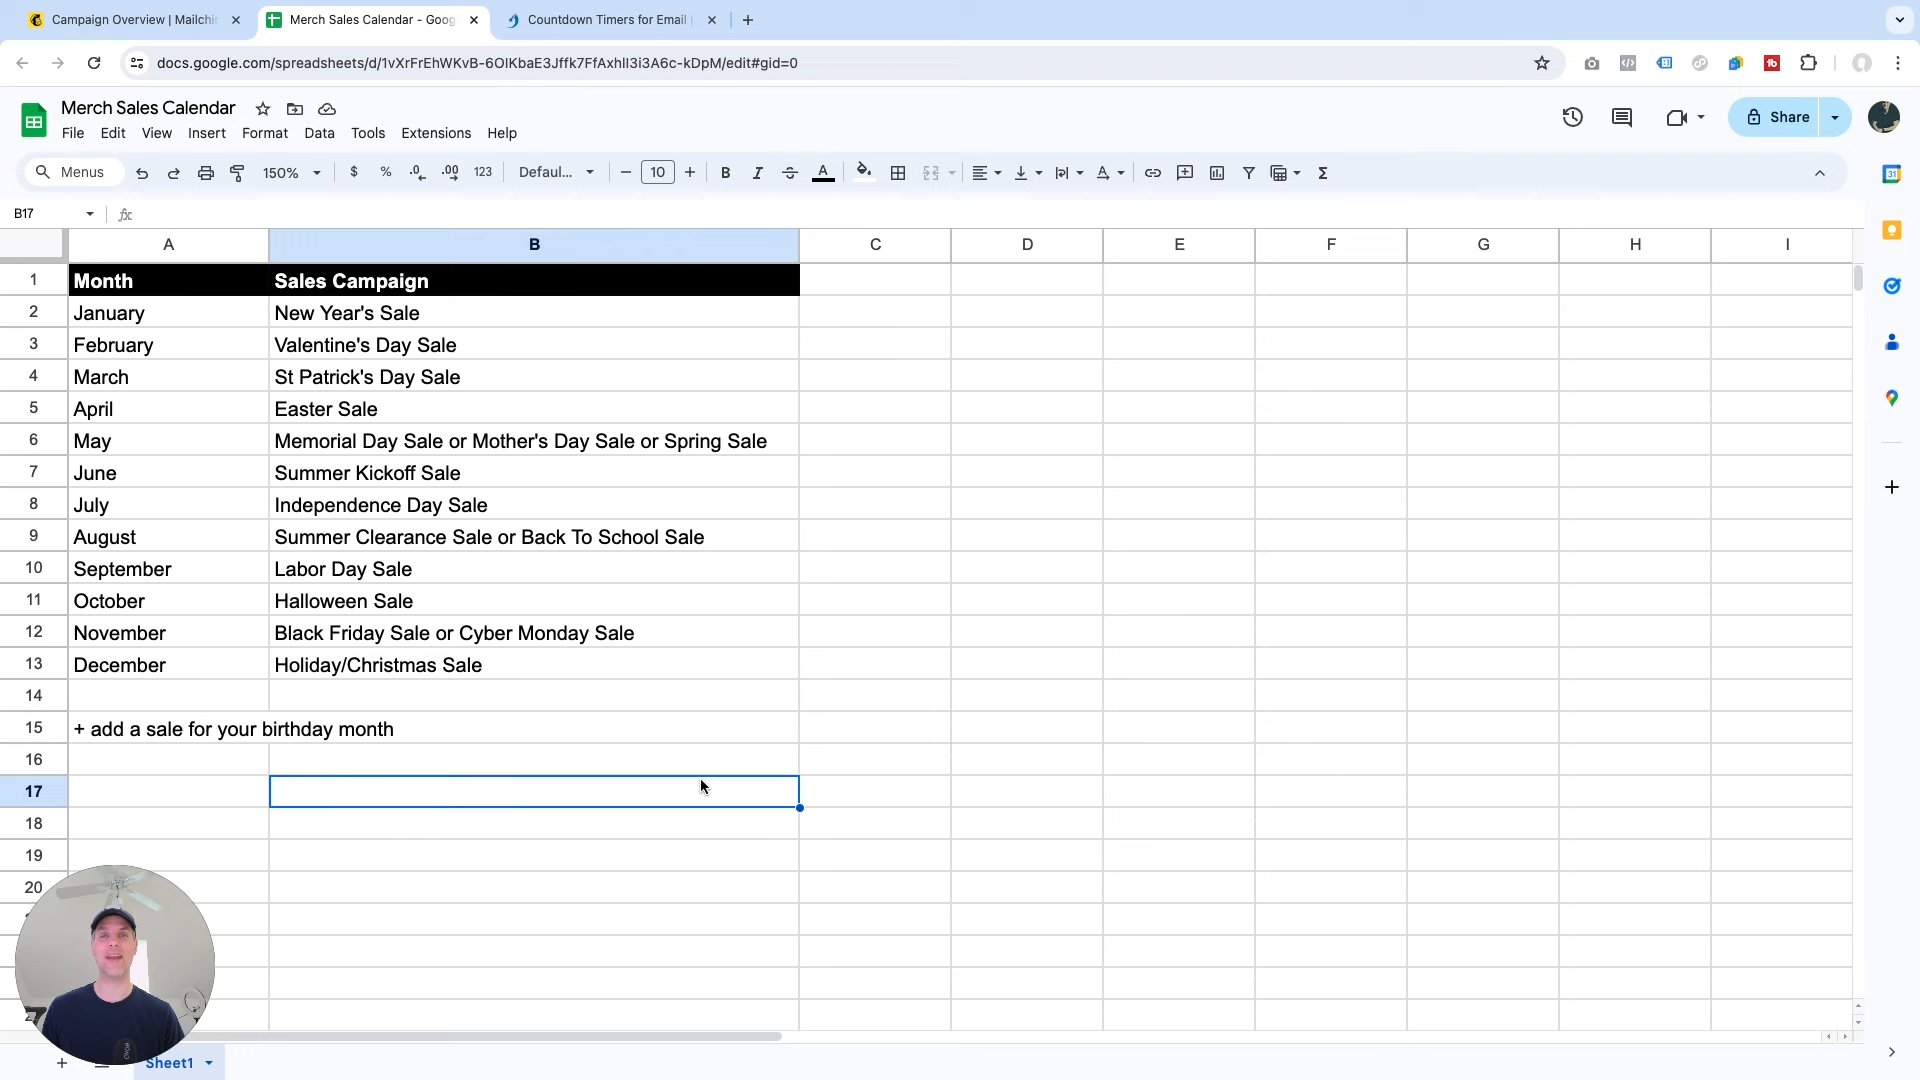 Campaign Overview | Mailchi
Merch Sales Calendar - Goog
Countdown Timers for Email
docs.google.com/spreadsheets/d/1vXrFrEhWKvB-6OlKbaE3Jffk7FfAxhlI3i3A6c-kDpM/edit#gid=0
Merch Sales Calendar
File Edit View Insert Format Data Tools Extensions Help
Share
Menus 150% $ % .0 .00 123 Defaul... 10 B I A
B17 fx
A B C D E F G H I
1 Month Sales Campaign
2 January New Year's Sale
3 February Valentine's Day Sale
4 March St Patrick's Day Sale
5 April Easter Sale
6 May Memorial Day Sale or Mother's Day Sale or Spring Sale
7 June Summer Kickoff Sale
8 July Independence Day Sale
9 August Summer Clearance Sale or Back To School Sale
10 September Labor Day Sale
11 October Halloween Sale
12 November Black Friday Sale or Cyber Monday Sale
13 December Holiday/Christmas Sale
14
15 + add a sale for your birthday month
16
17
18
19
20
Sheet1